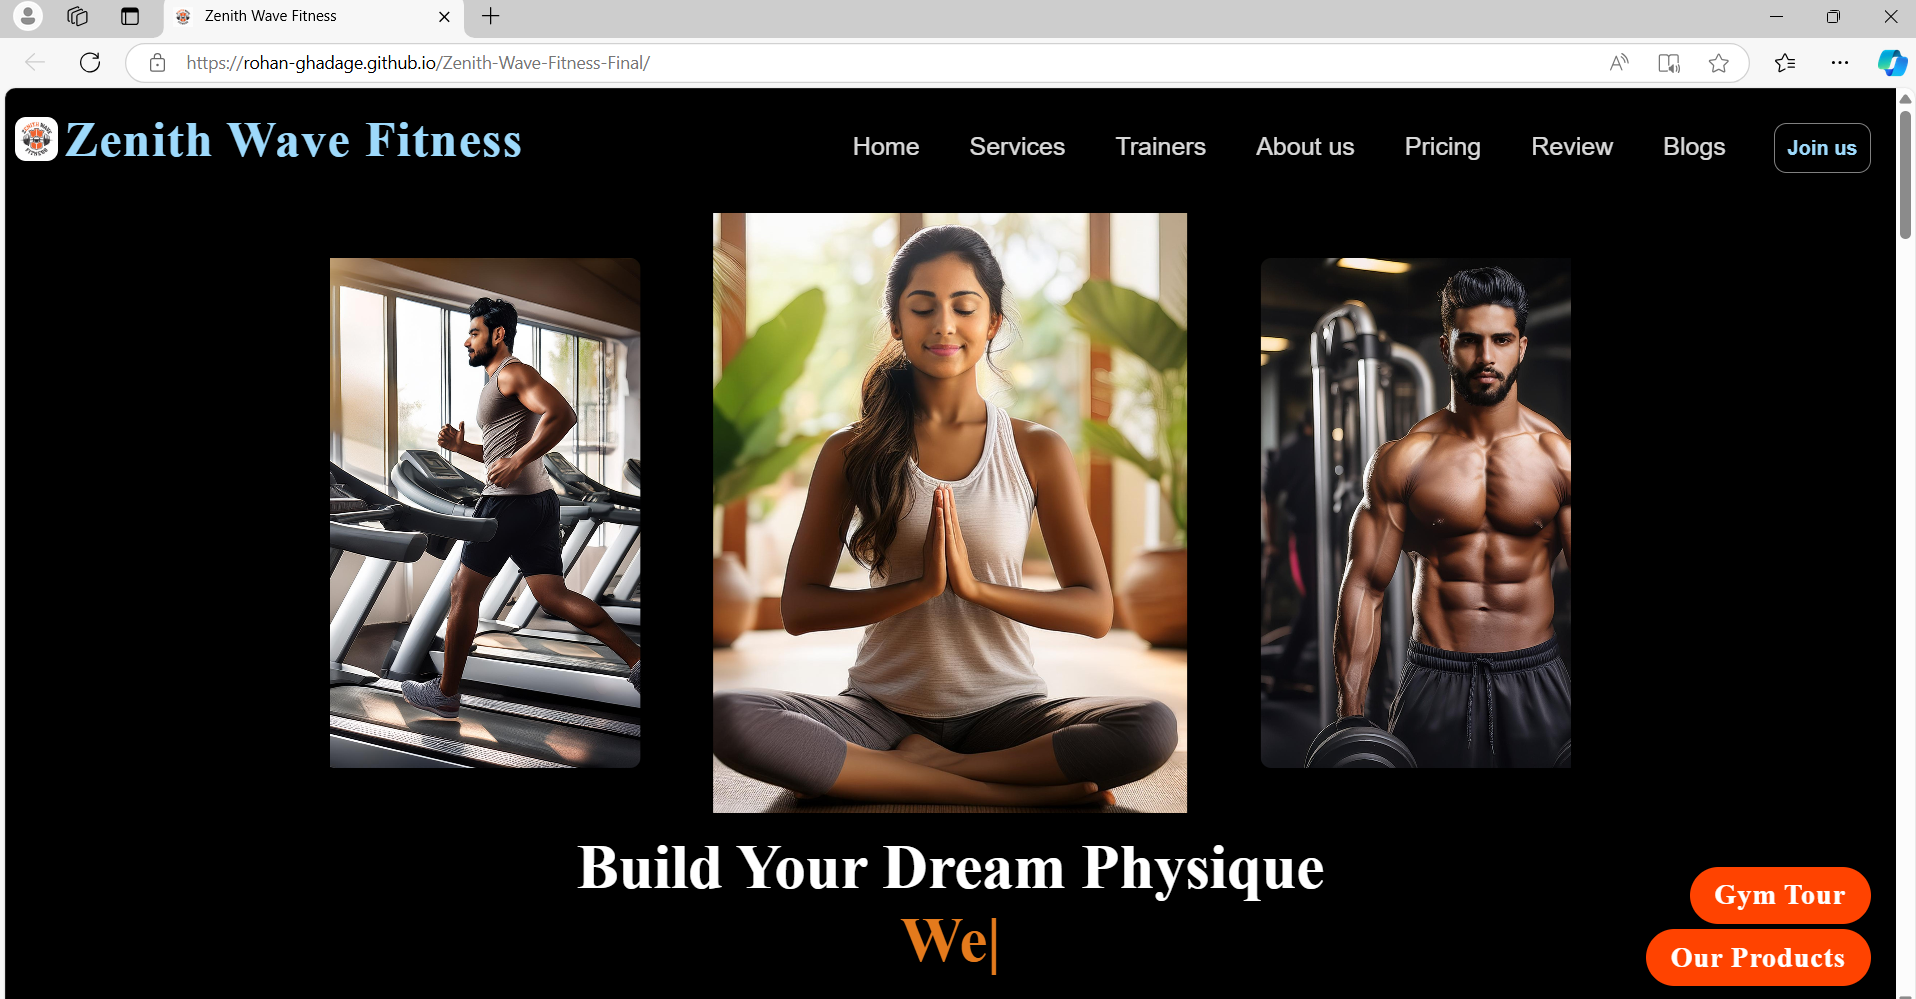 Zenith Wave Fitness
https://rohan-ghadage.github.io/Zenith-Wave-Fitness-Final/
Zenith Wave Fitness
Home Services Trainers About us Pricing Review Blogs Join us
Build Your Dream Physique
We|
Gym Tour
Our Products